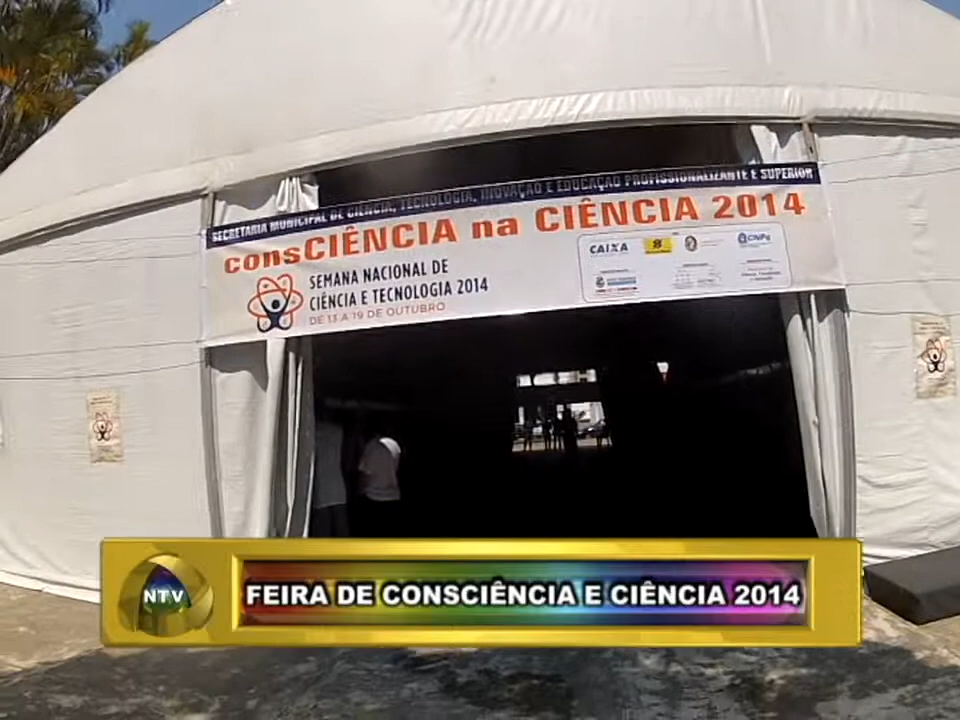 SECRETARIA MUNICIPAL DE CIÊNCIA, TECNOLOGIA, INOVAÇÃO E EDUCAÇÃO PROFISSIONALIZANTE E SUPERIOR
consCIÊNCIA na CIÊNCIA 2014
SEMANA NACIONAL DE
CIÊNCIA E TECNOLOGIA 2014
DE 13 A 19 DE OUTUBRO
CAIXA
CNPq
NTV
FEIRA DE CONSCIÊNCIA E CIÊNCIA 2014